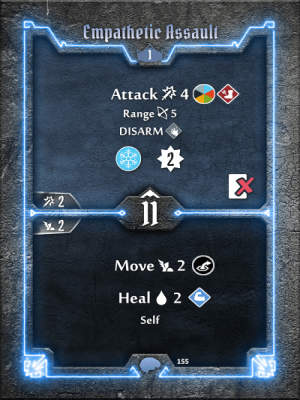 Empathetic Assault
1
Attack 4
Range 5
DISARM
2
2
11
2
Move 2
Heal 2
Self
155